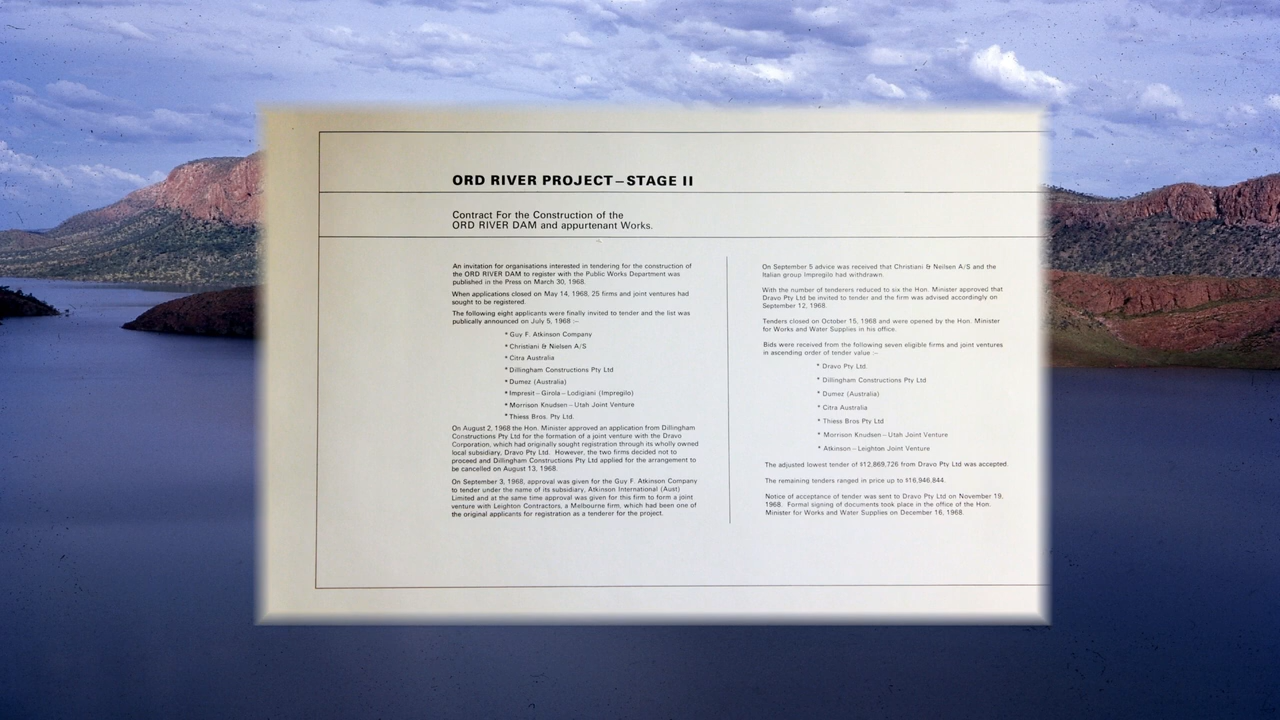 ORD RIVER PROJECT – STAGE II
Contract For the Construction of the
ORD RIVER DAM and appurtenant Works.
An invitation for organisations interested in tendering for the construction of
the ORD RIVER DAM to register with the Public Works Department was
published in the Press on March 30, 1968.
When applications closed on May 14, 1968, 25 firms and joint ventures had
sought to be registered.
The following eight applicants were finally invited to tender and the list was
publically announced on July 5, 1968 :–
* Guy F. Atkinson Company
* Christiani & Nielsen A/S
* Citra Australia
* Dillingham Constructions Pty Ltd
* Dumez (Australia)
* Impresit – Girola – Lodigiani (Impregilo)
* Morrison Knudsen – Utah Joint Venture
* Thiess Bros. Pty Ltd.
On August 2, 1968 the Hon. Minister approved an application from Dillingham
Constructions Pty Ltd for the formation of a joint venture with the Dravo
Corporation, which had originally sought registration through its wholly owned
local subsidiary, Dravo Pty Ltd. However, the two firms decided not to
proceed and Dillingham Constructions Pty Ltd applied for the arrangement to
be cancelled on August 13, 1968.
On September 3, 1968, approval was given for the Guy F. Atkinson Company
to tender under the name of its subsidiary, Atkinson International (Aust)
Limited and at the same time approval was given for this firm to form a joint
venture with Leighton Contractors, a Melbourne firm, which had been one of
the original applicants for registration as a tenderer for the project.
On September 5 advice was received that Christiani & Neilsen A/S and the
Italian group Impregilo had withdrawn.
With the number of tenderers reduced to six the Hon. Minister approved that
Dravo Pty Ltd be invited to tender and the firm was advised accordingly on
September 12, 1968.
Tenders closed on October 15, 1968 and were opened by the Hon. Minister
for Works and Water Supplies in his office.
Bids were received from the following seven eligible firms and joint ventures
in ascending order of tender value :–
* Dravo Pty Ltd.
* Dillingham Constructions Pty Ltd
* Dumez (Australia)
* Citra Australia
* Thiess Bros Pty Ltd
* Morrison Knudsen – Utah Joint Venture
* Atkinson – Leighton Joint Venture
The adjusted lowest tender of $12,869,726 from Dravo Pty Ltd was accepted.
The remaining tenders ranged in price up to $16,946,844.
Notice of acceptance of tender was sent to Dravo Pty Ltd on November 19,
1968. Formal signing of documents took place in the office of the Hon.
Minister for Works and Water Supplies on December 16, 1968.